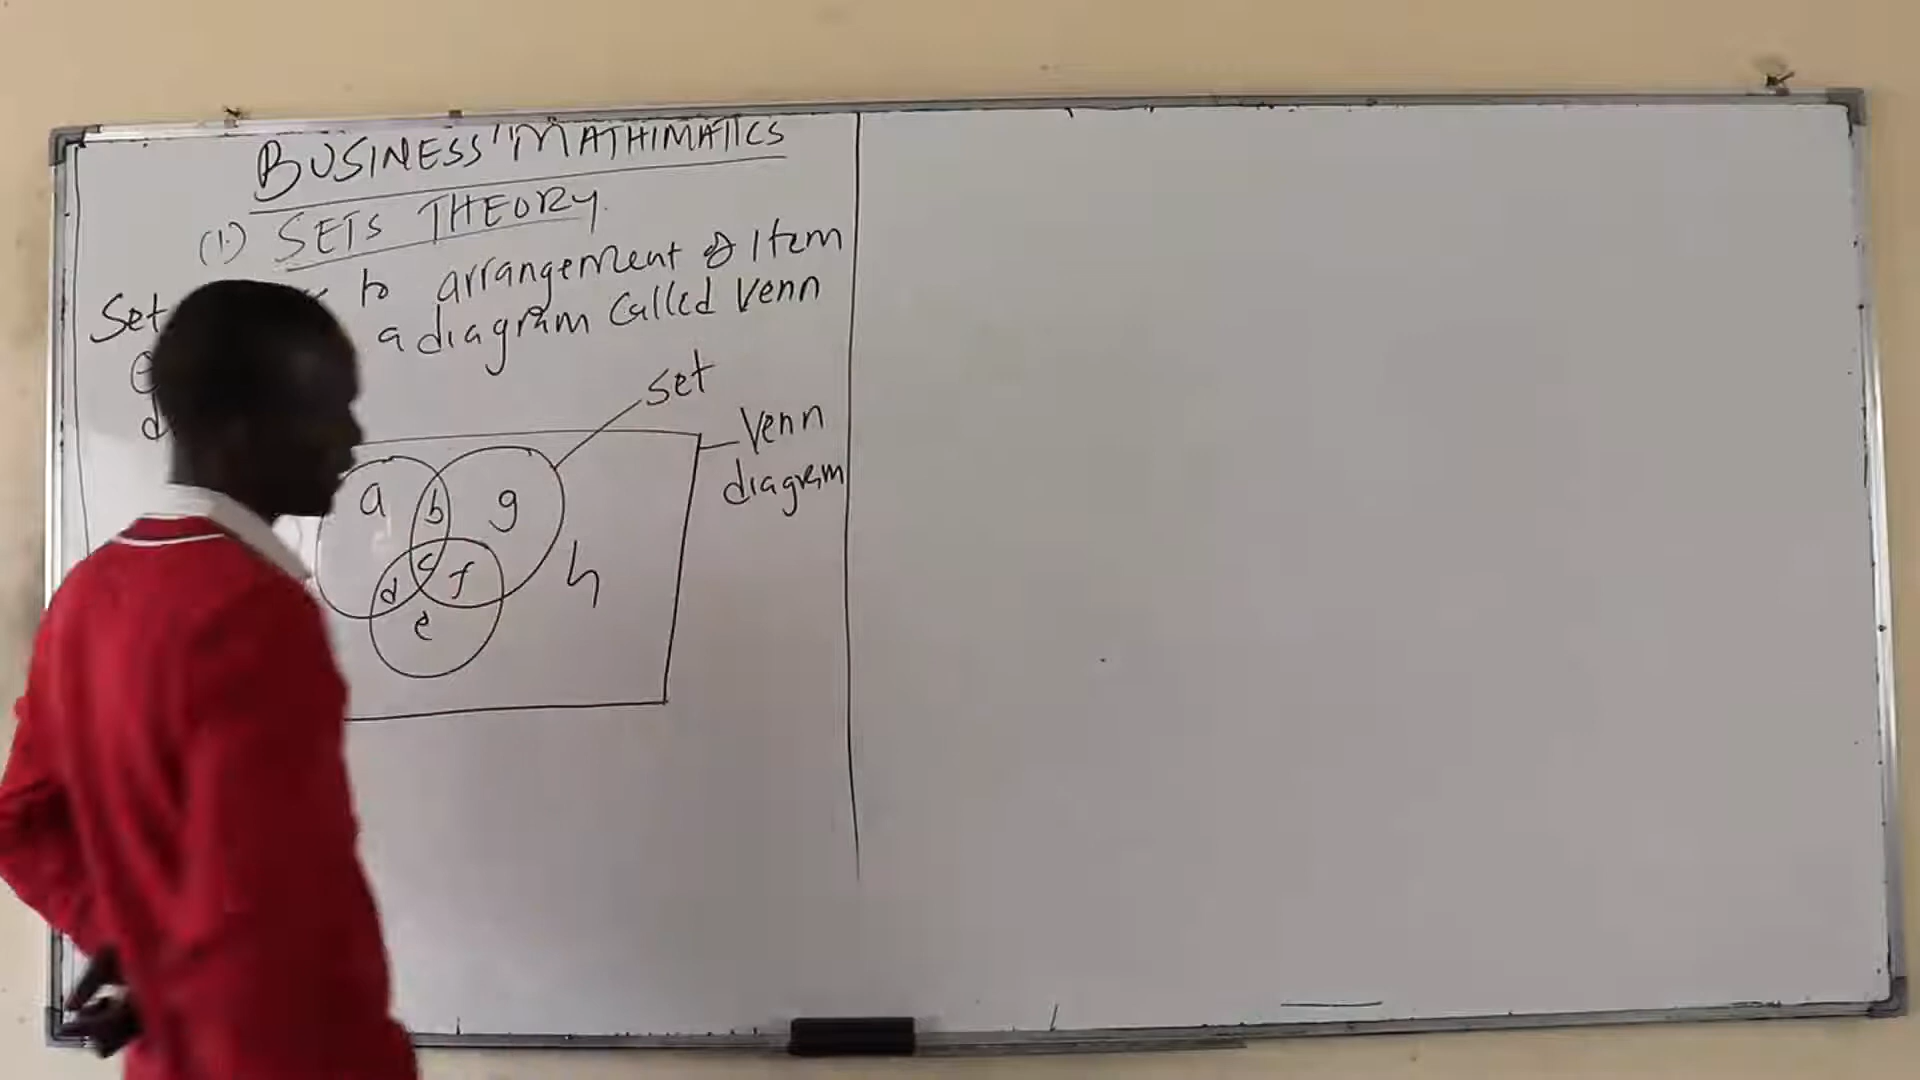 BUSINESS MATHIMATICS
(1.) SETS THEORY.
Set to arrangement of Item
a diagram Called Venn
d
set
Venn
diagram
a b g
c
d f
h
e